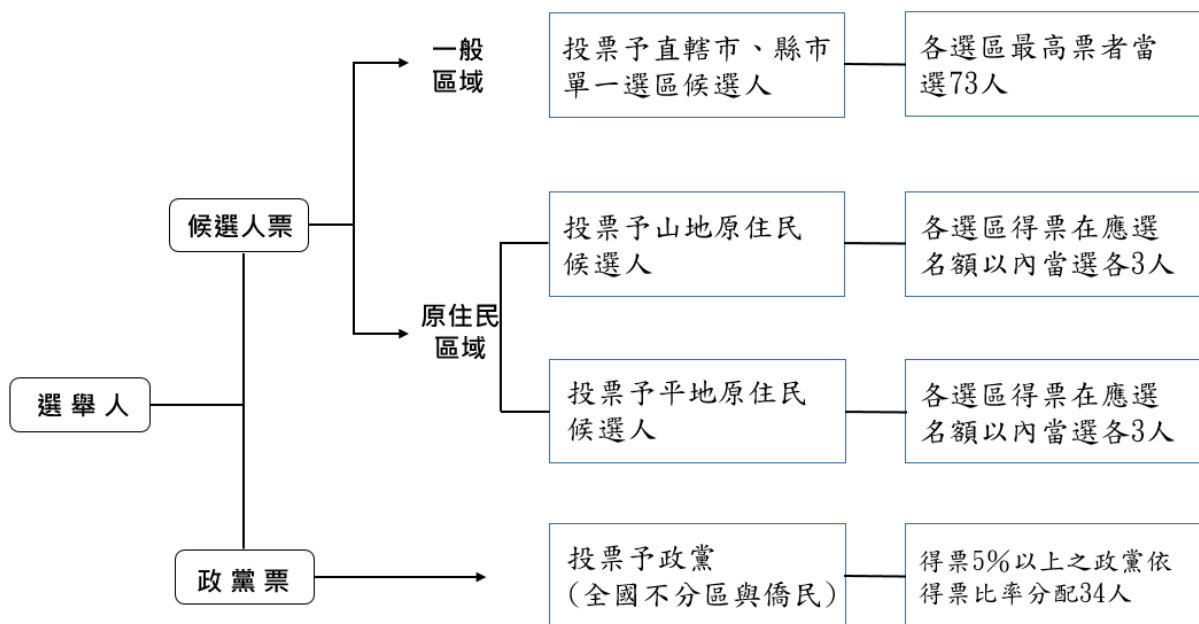 選舉人
候選人票
一般
區域
投票予直轄市、縣市
單一選區候選人
各選區最高票者當
選73人
原住民
區域
投票予山地原住民
候選人
各選區得票在應選
名額以內當選各3人
投票予平地原住民
候選人
各選區得票在應選
名額以內當選各3人
政黨票
投票予政黨
(全國不分區與僑民)
得票5%以上之政黨依
得票比率分配34人